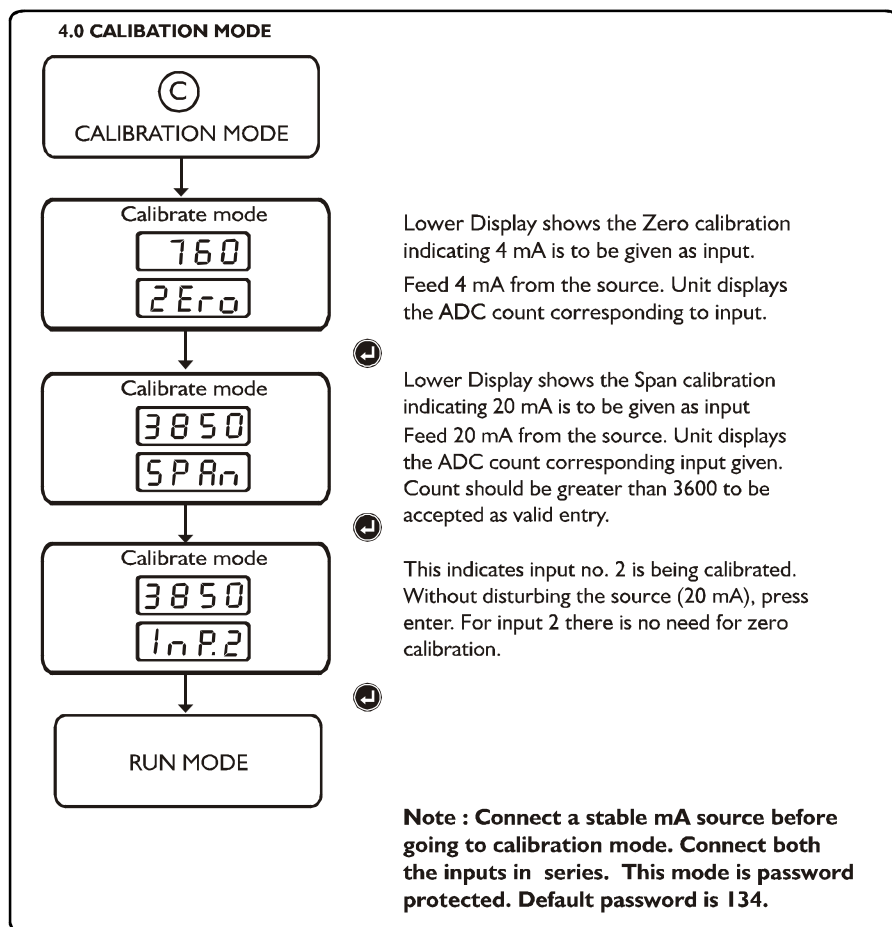 4.0 CALIBATION MODE
C
CALIBRATION MODE
Calibrate mode
760
ZEro
Lower Display shows the Zero calibration
indicating 4 mA is to be given as input.
Feed 4 mA from the source. Unit displays
the ADC count corresponding to input.
Calibrate mode
3850
SPAn
Lower Display shows the Span calibration
indicating 20 mA is to be given as input
Feed 20 mA from the source. Unit displays
the ADC count corresponding input given.
Count should be greater than 3600 to be
accepted as valid entry.
Calibrate mode
3850
InP.2
This indicates input no. 2 is being calibrated.
Without disturbing the source (20 mA), press
enter. For input 2 there is no need for zero
calibration.
RUN MODE
Note : Connect a stable mA source before
going to calibration mode. Connect both
the inputs in series. This mode is password
protected. Default password is 134.